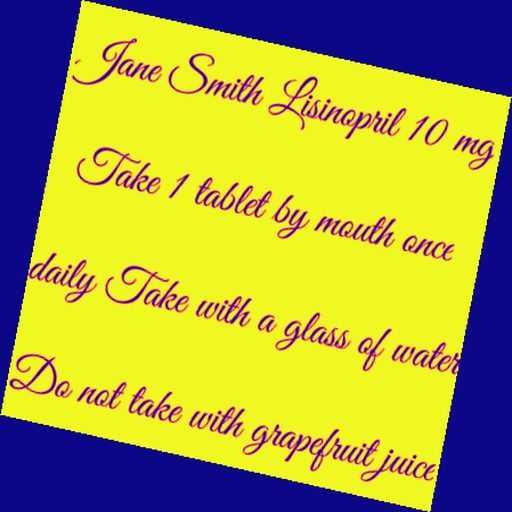 Jane Smith Lisinopril 10 mg
Take 1 tablet by mouth once
daily Take with a glass of water
Do not take with grapefruit juice